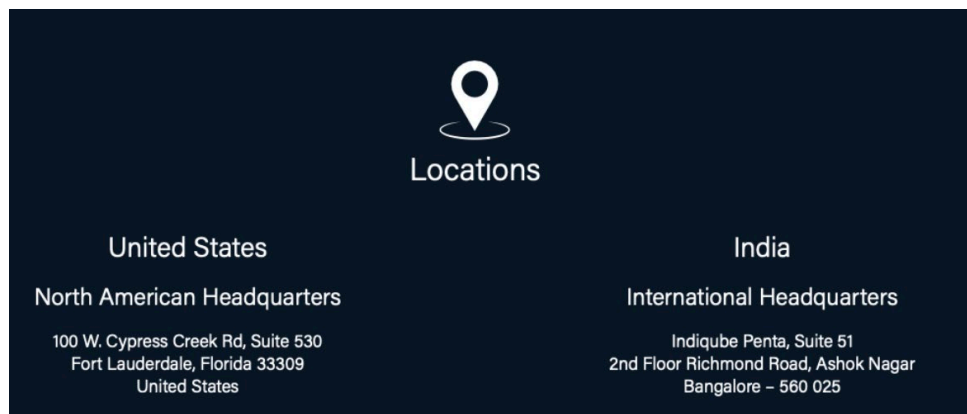 Locations
United States
North American Headquarters
100 W. Cypress Creek Rd, Suite 530
Fort Lauderdale, Florida 33309
United States
India
International Headquarters
Indiqube Penta, Suite 51
2nd Floor Richmond Road, Ashok Nagar
Bangalore – 560 025